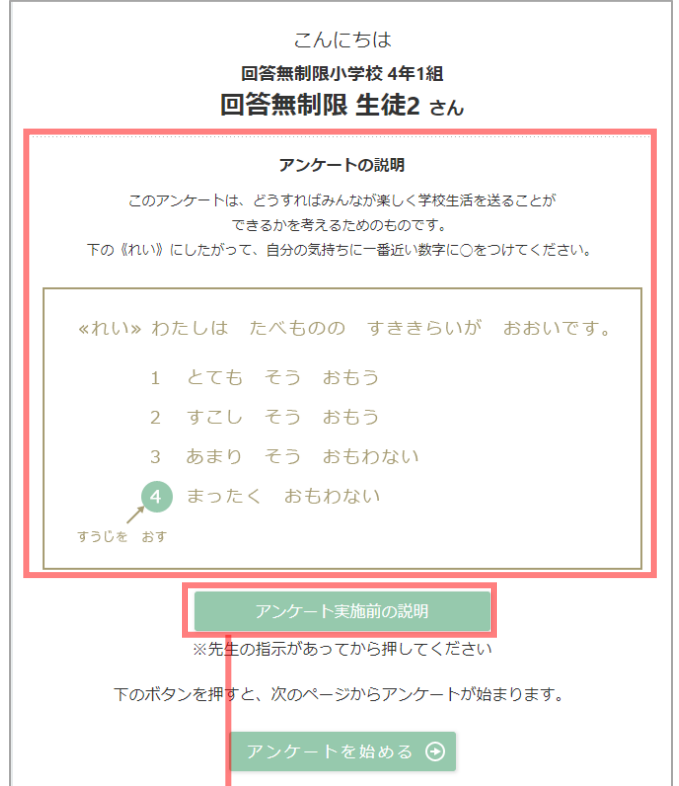 こんにちは
回答無制限小学校 4年1組
回答無制限 生徒2 さん
アンケートの説明
このアンケートは、どうすればみんなが楽しく学校生活を送ることが
できるかを考えるためのものです。
下の《れい》にしたがって、自分の気持ちに一番近い数字に○をつけてください。
«れい» わたしは　たべものの　すききらいが　おおいです。
1　とても　そう　おもう
2　すこし　そう　おもう
3　あまり　そう　おもわない
4　まったく　おもわない
すうじを　おす
アンケート実施前の説明
※先生の指示があってから押してください
下のボタンを押すと、次のページからアンケートが始まります。
アンケートを始める